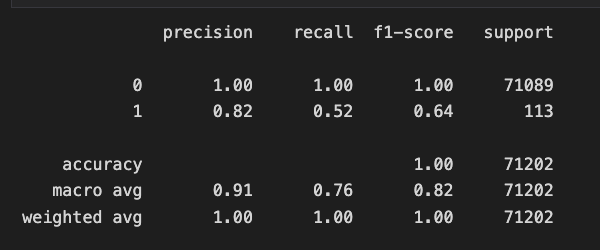 precision recall f1-score support
0 1.00 1.00 1.00 71089
1 0.82 0.52 0.64 113
accuracy 1.00 71202
macro avg 0.91 0.76 0.82 71202
weighted avg 1.00 1.00 1.00 71202